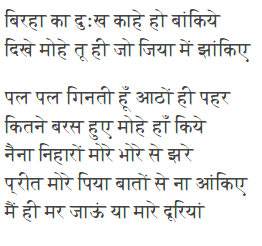 बिरहा का दुःख काहे हो बांकिये
दिखे मोहे तू ही जो जिया में झांकिए
पल पल गिनती हूँ आठों ही पहर
कितने बरस हुए मोहे हाँ किये
नैना निहारों मोरे भोरे से झरे
प्रीत मोरे पिया बातों से ना आंकिए
मैं ही मर जाऊं या मारे दूरियां